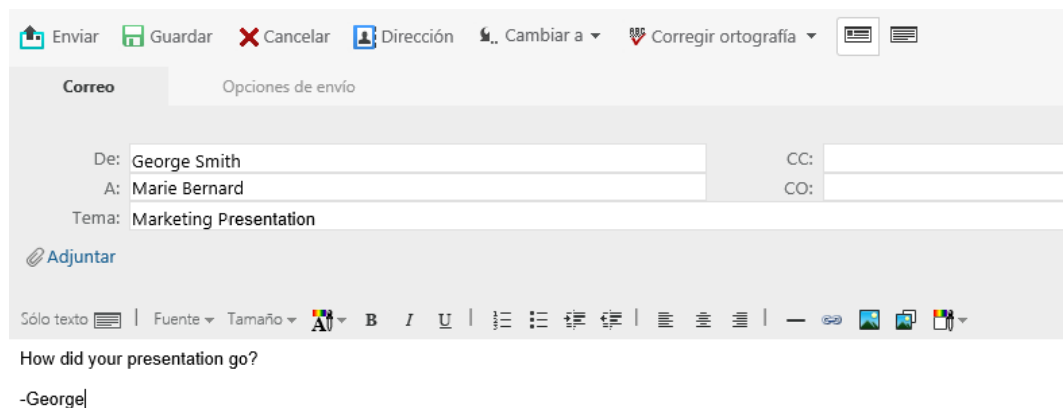 Enviar Guardar Cancelar Dirección Cambiar a Corregir ortografía
Correo Opciones de envío
De: George Smith CC:
A: Marie Bernard CO:
Tema: Marketing Presentation
Adjuntar
Sólo texto Fuente Tamaño A B I U
How did your presentation go?
-George